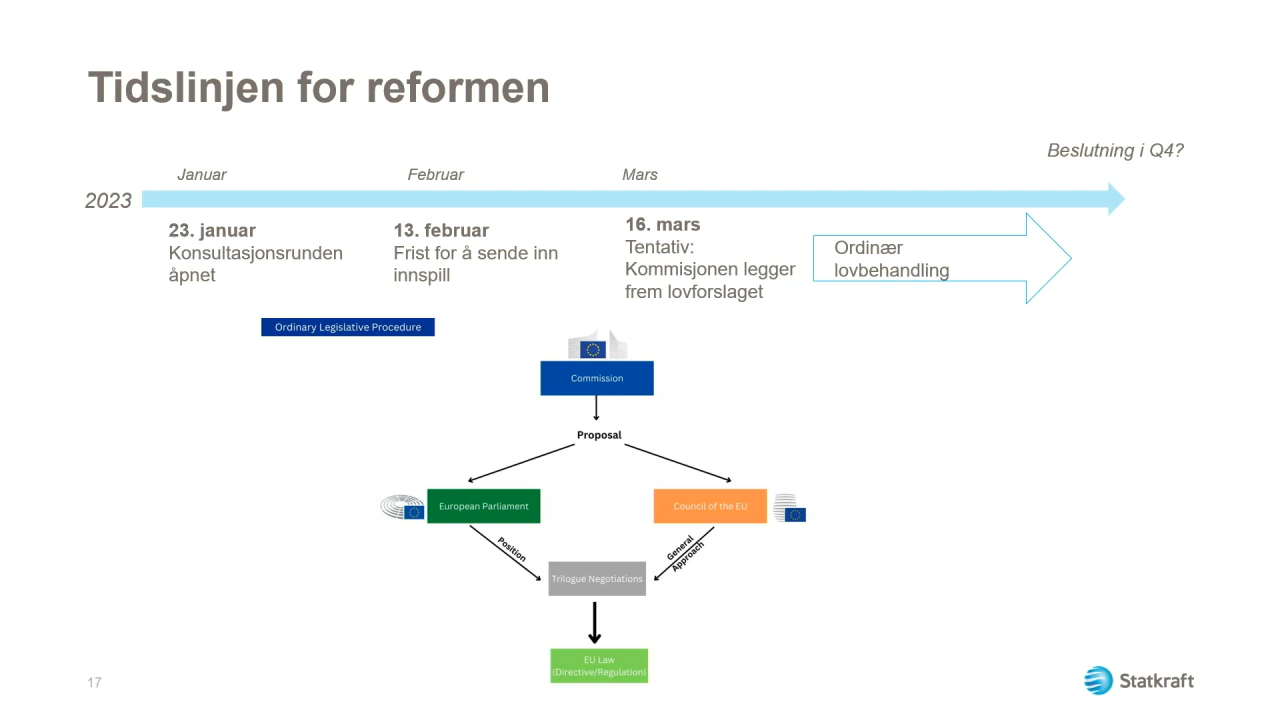 Tidslinjen for reformen
Beslutning i Q4?
Januar
Februar
Mars
2023
23. januar
Konsultasjonsrunden
åpnet
13. februar
Frist for å sende inn
innspill
16. mars
Tentativ:
Kommisjonen legger
frem lovforslaget
Ordinær
lovbehandling
Ordinary Legislative Procedure
Commission
Proposal
European Parliament
Council of the EU
Position
General
Approach
Trilogue Negotiations
EU Law
(Directive/Regulation)
17
Statkraft